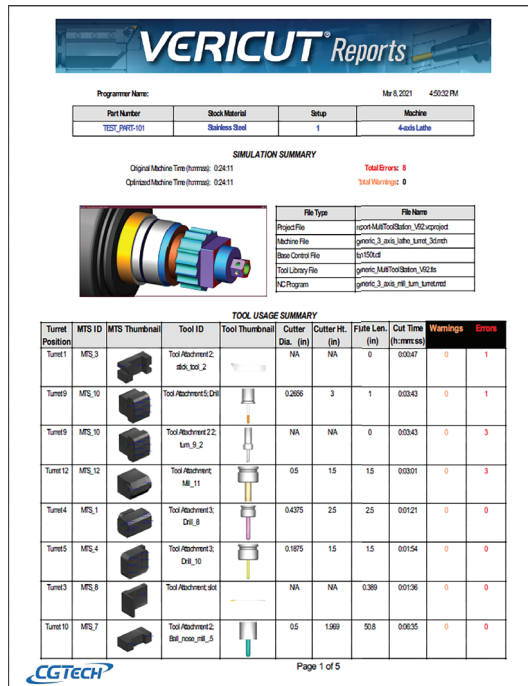 VERICUT® Reports
Programmer Name:
Mar 8, 2021 4:50:32 PM
Part Number Stock Material Setup Machine
TEST_PART-101 Stainless Steel 1 4-axis Lathe
SIMULATION SUMMARY
Original Machine Time (h:mm:ss): 0:24:11 Total Errors: 8
Optimized Machine Time (h:mm:ss): 0:24:11 Total Warnings: 0
File Type File Name
Project File report-MultiToolStation_V92.vcproject
Machine File generic_3_axis_lathe_turret_3d.mch
Base Control File
Tool Library File generic_MultiToolStation_V92.tls
NC Program generic_3_axis_mill_turn_turret.mcd
TOOL USAGE SUMMARY
Turret Position MTS ID MTS Thumbnail Tool ID Tool Thumbnail Cutter Dia. (in) Cutter Ht. (in) Flute Len. (in) Cut Time (h:mm:ss) Warnings Errors
Turret 1 MTS_3 Tool Attachment 2; stick_tool_2 N/A N/A 0 0:00:47 0 1
Turret 9 MTS_10 Tool Attachment 5; Drill 0.2656 3 1 0:03:43 0 1
Turret 9 MTS_10 Tool Attachment 2 2; turn_9_2 N/A N/A 0 0:03:43 0 3
Turret 12 MTS_12 Tool Attachment; Mill_11 0.5 1.5 1.5 0:03:01 0 3
Turret 4 MTS_1 Tool Attachment 3; Drill_8 0.4375 2.5 2.5 0:01:21 0 0
Turret 5 MTS_4 Tool Attachment 3; Drill_10 0.1875 1.5 1.5 0:01:54 0 0
Turret 3 MTS_8 Tool Attachment; slot N/A N/A 0.389 0:01:36 0 0
Turret 10 MTS_7 Tool Attachment 2; Ball_nose_mill_.5 0.5 1.969 50.8 0:06:35 0 0
CGTECH® Page 1 of 5